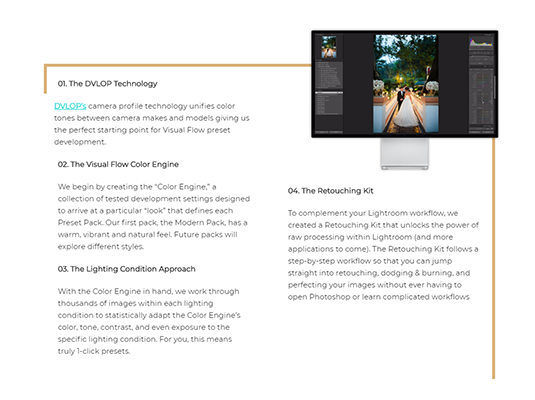 01. The DVLOP Technology
DVLOP's camera profile technology unifies color
tones between camera makes and models giving us
the perfect starting point for Visual Flow preset
development.
02. The Visual Flow Color Engine
We begin by creating the “Color Engine,” a
collection of tested development settings designed
to arrive at a particular “look” that defines each
Preset Pack. Our first pack, the Modern Pack, has a
warm, vibrant and natural feel. Future packs will
explore different styles.
03. The Lighting Condition Approach
With the Color Engine in hand, we work through
thousands of images within each lighting
condition to statistically adapt the Color Engine's
color, tone, contrast, and even exposure to the
specific lighting condition. For you, this means
truly 1-click presets.
04. The Retouching Kit
To complement your Lightroom workflow, we
created a Retouching Kit that unlocks the power of
raw processing within Lightroom (and more
applications to come). The Retouching Kit follows a
step-by-step workflow so that you can jump
straight into retouching, dodging & burning, and
perfecting your images without ever having to
open Photoshop or learn complicated workflows